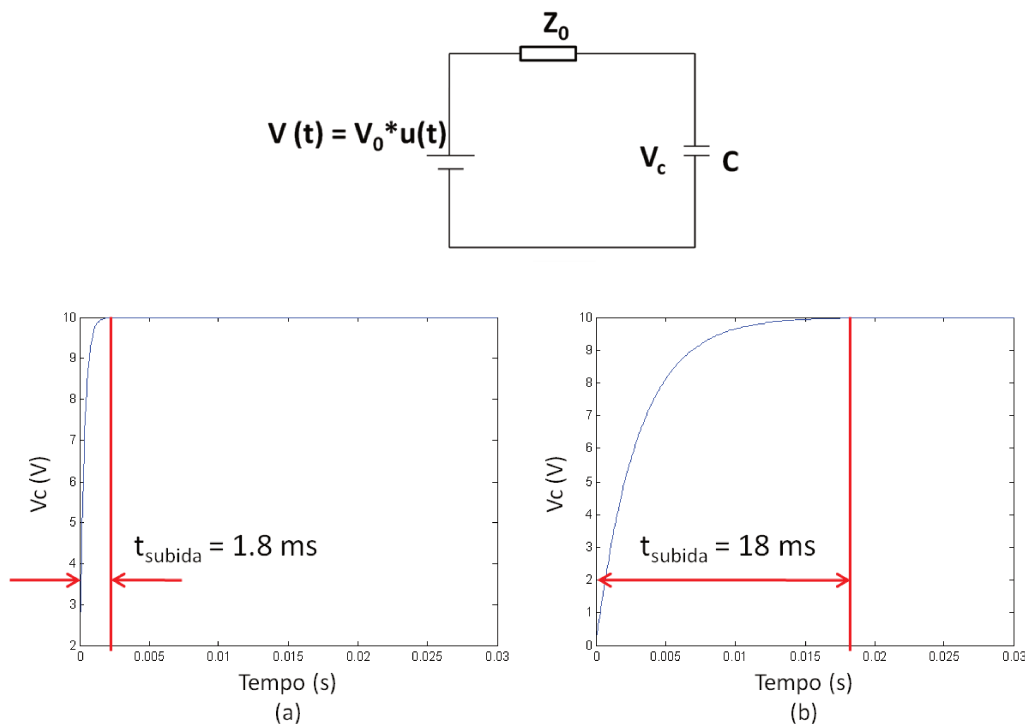 Z₀
V (t) = V₀*u(t)
V_c
C
10
9
8
7
6
5
4
3
2
Vc (V)
t_subida = 1.8 ms
0
0.005
0.01
0.015
0.02
0.025
0.03
Tempo (s)
(a)
10
9
8
7
6
5
4
3
2
1
0
Vc (V)
t_subida = 18 ms
0
0.005
0.01
0.015
0.02
0.025
0.03
Tempo (s)
(b)